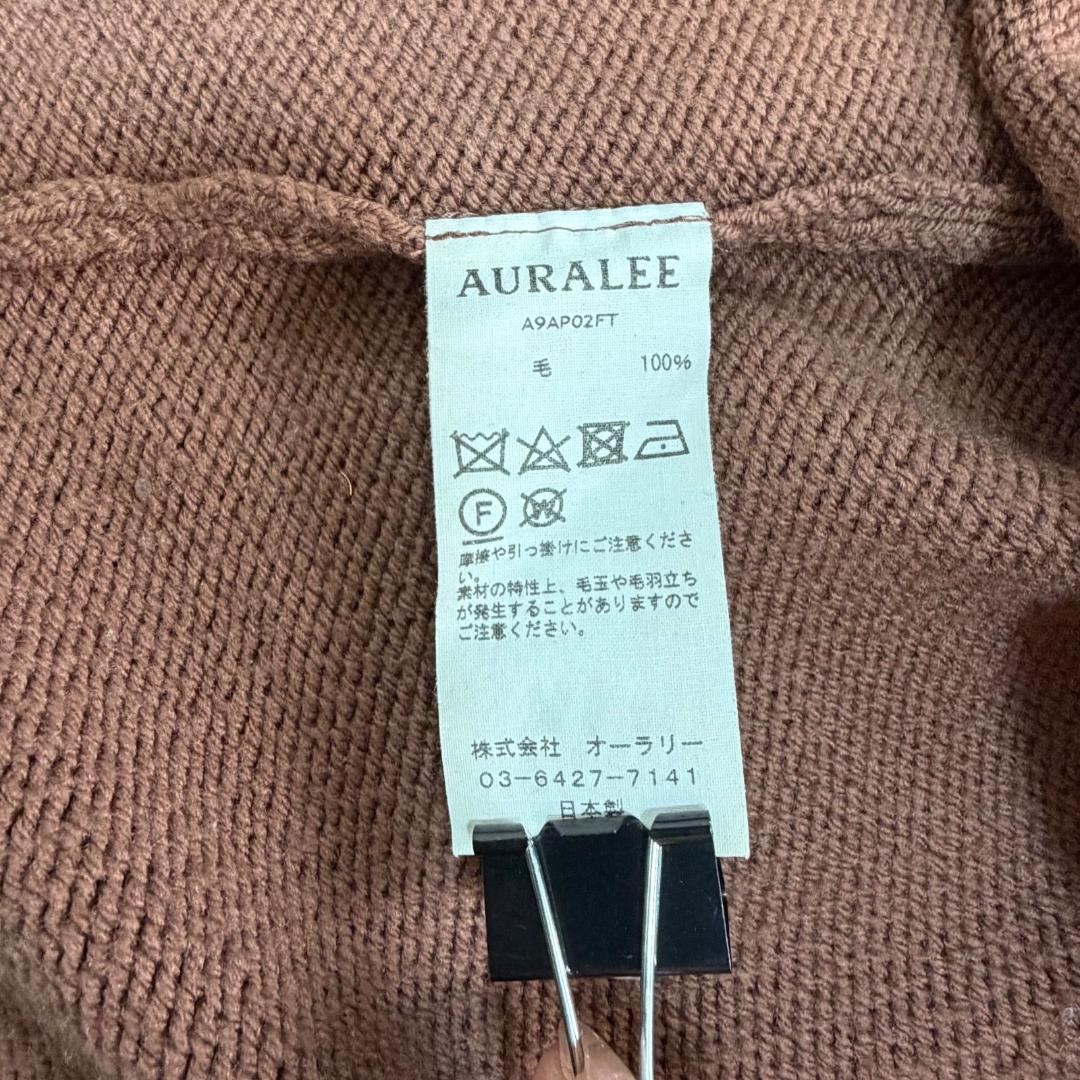 AURALEE
A9AP02FT
毛 100%
F
W
摩擦や引っ掛けにご注意くださ
い。
素材の特性上、毛玉や毛羽立ち
が発生することがありますので
ご注意ください。
株式会社 オーラリー
03-6427-7141
日本製